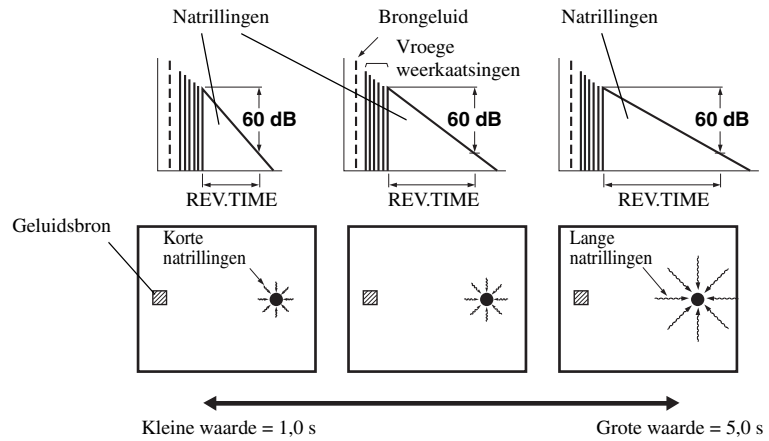 Natrillingen
Brongeluid
Natrillingen
Vroege
weerkaatsingen
60 dB
60 dB
60 dB
REV.TIME
REV.TIME
REV.TIME
Geluidsbron
Korte
natrillingen
Lange
natrillingen
Kleine waarde = 1,0 s
Grote waarde = 5,0 s